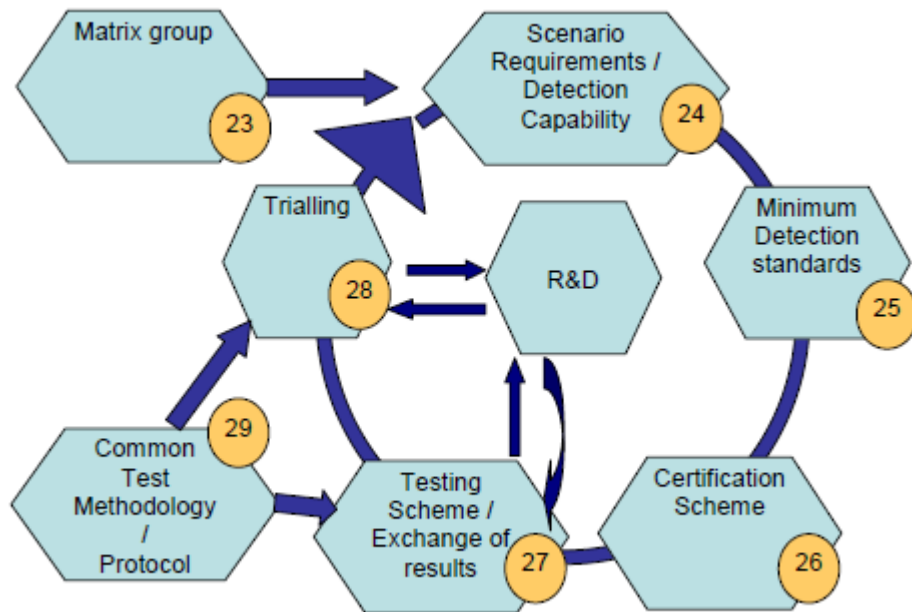 Matrix group
23
Scenario
Requirements /
Detection
Capability
24
Trialling
28
R&D
Minimum
Detection
standards
25
29
Common
Test
Methodology
/
Protocol
Testing
Scheme /
Exchange of
results
27
Certification
Scheme
26